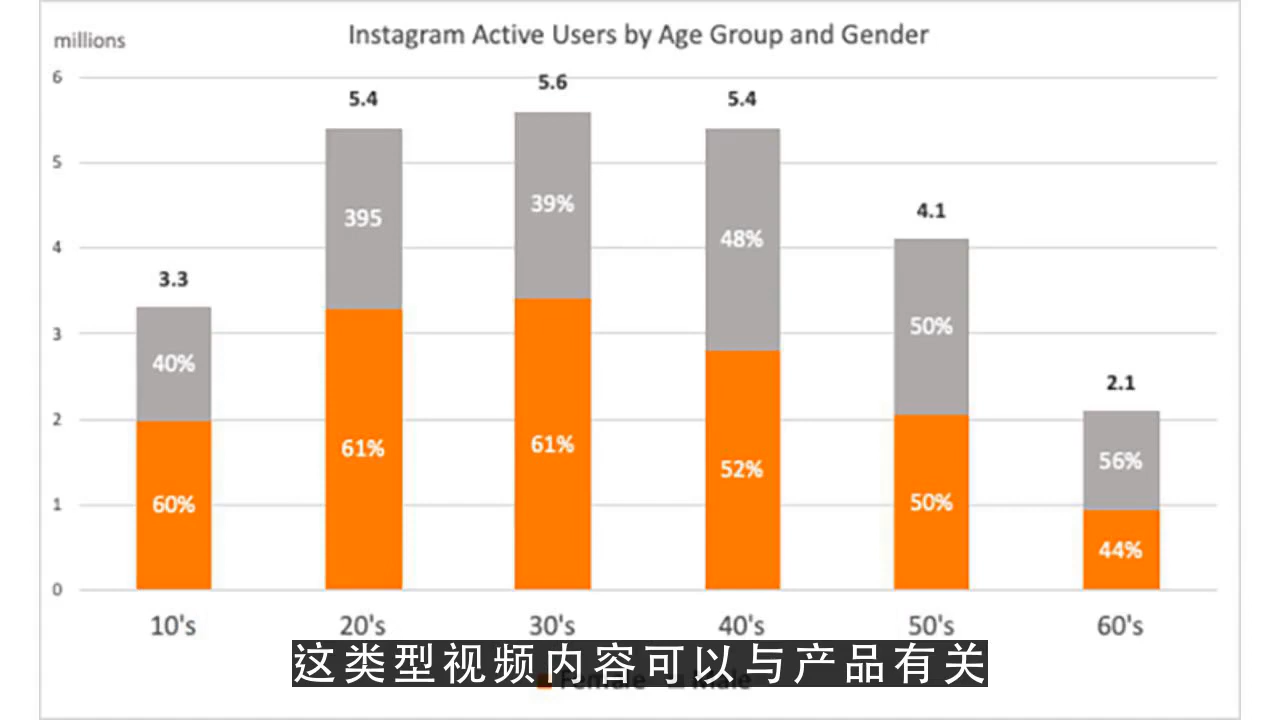 Instagram Active Users by Age Group and Gender
millions
6
5
4
3
2
1
0
3.3
40%
60%
5.4
395
61%
5.6
39%
61%
5.4
48%
52%
4.1
50%
50%
2.1
56%
44%
10's
20's
30's
40's
50's
60's
这类型视频内容可以与产品有关
Female
Male